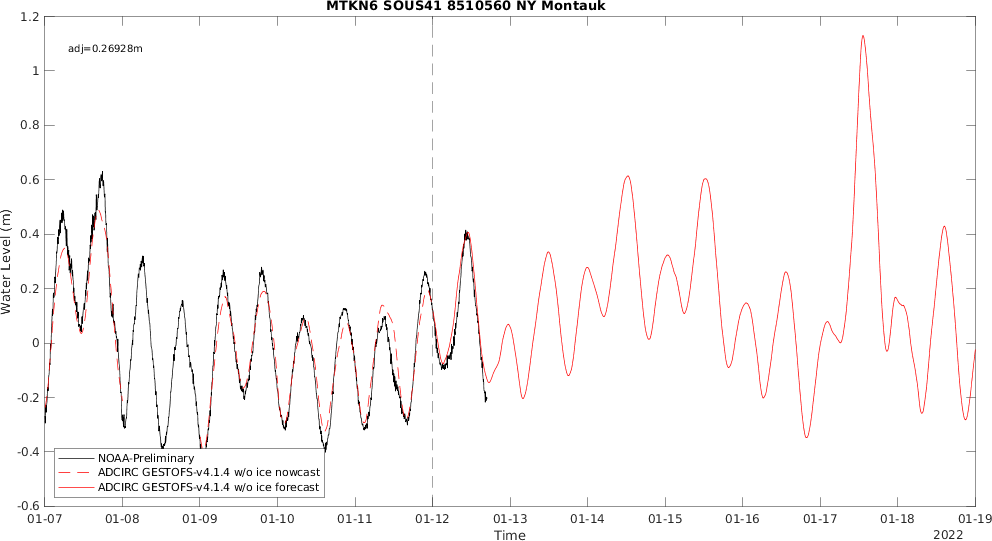 MTKN6 SOUS41 8510560 NY Montauk
adj=0.26928m
1.2
1
0.8
0.6
0.4
0.2
0
-0.2
-0.4
-0.6
Water Level (m)
NOAA-Preliminary
ADCIRC GESTOFS-v4.1.4 w/o ice nowcast
ADCIRC GESTOFS-v4.1.4 w/o ice forecast
01-07 01-08 01-09 01-10 01-11 01-12 01-13 01-14 01-15 01-16 01-17 01-18 01-19
Time
2022